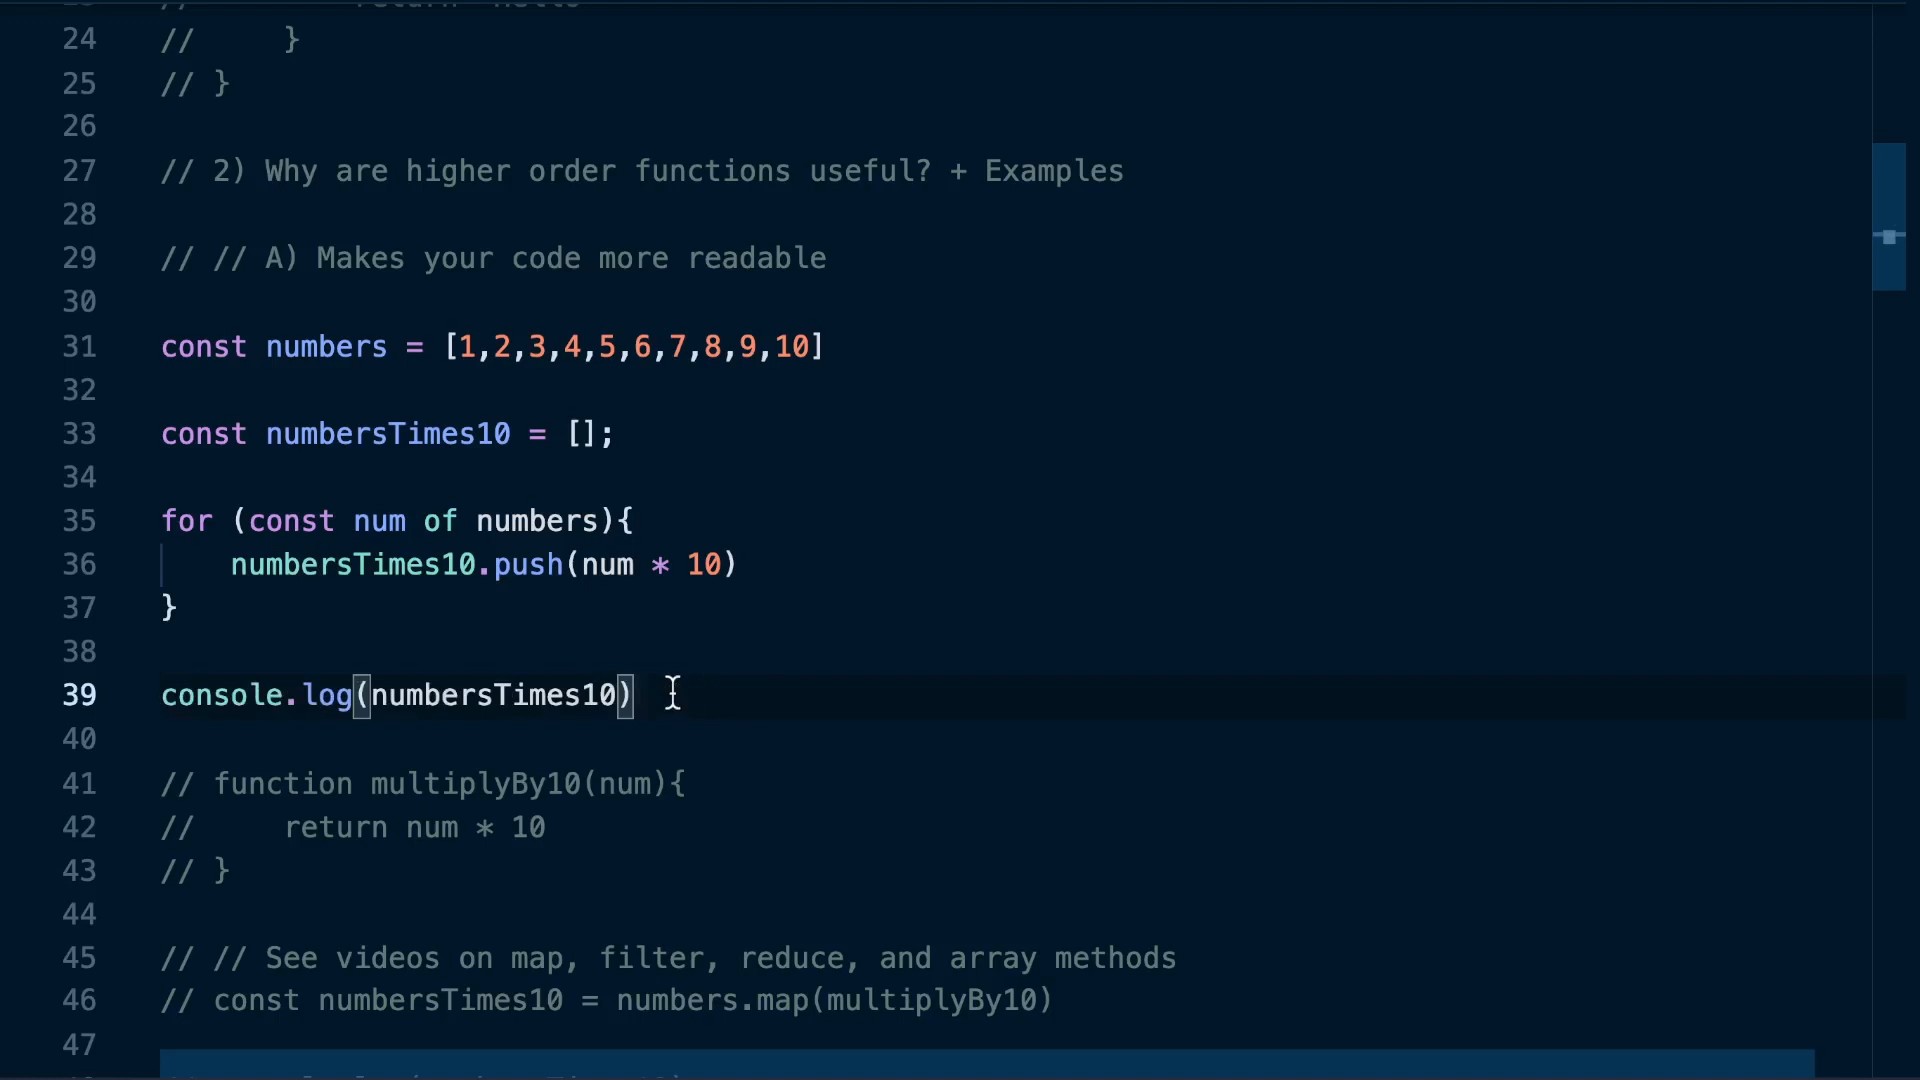 24 //     }
25 // }
26
27 // 2) Why are higher order functions useful? + Examples
28
29 // // A) Makes your code more readable
30
31 const numbers = [1,2,3,4,5,6,7,8,9,10]
32
33 const numbersTimes10 = [];
34
35 for (const num of numbers){
36     numbersTimes10.push(num * 10)
37 }
38
39 console.log(numbersTimes10)
40
41 // function multiplyBy10(num){
42 //     return num * 10
43 // }
44
45 // // See videos on map, filter, reduce, and array methods
46 // const numbersTimes10 = numbers.map(multiplyBy10)
47